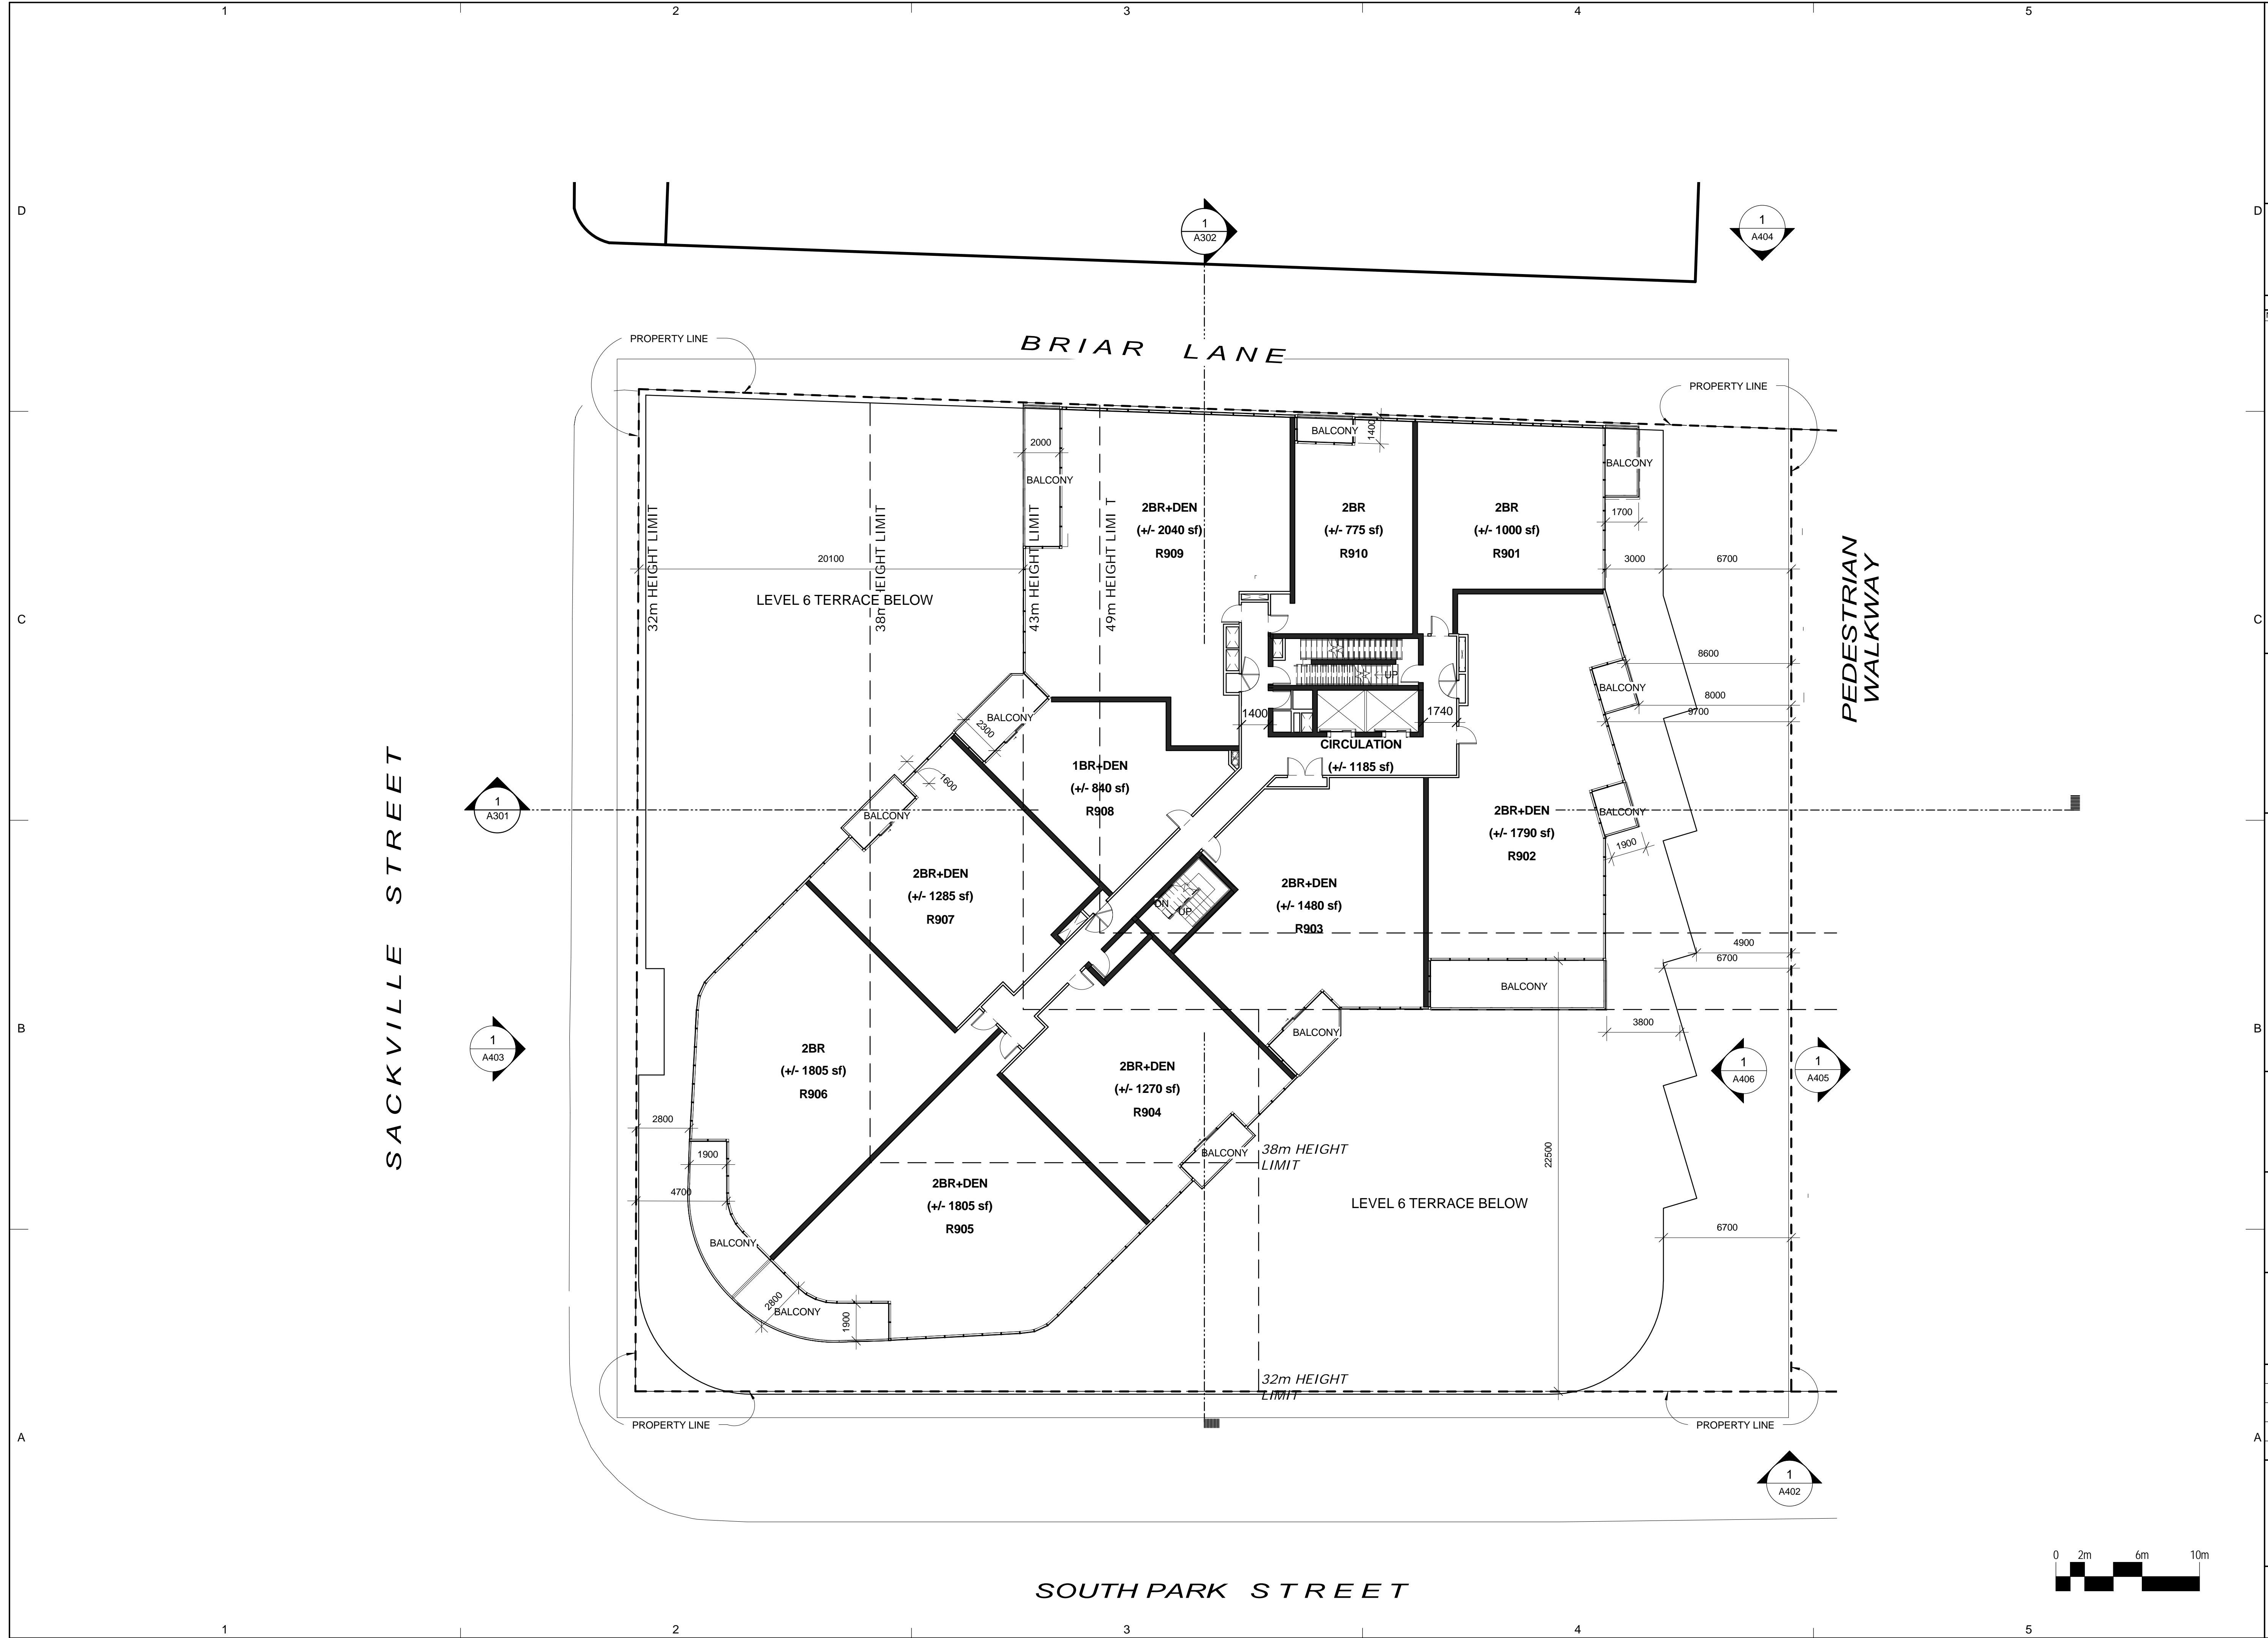 1 2 3 4 5
D D
1
A302
1
A404
BRIAR LANE
PROPERTY LINE
PROPERTY LINE
BALCONY
1400
2000
BALCONY
BALCONY
1700
32m HEIGHT LIMIT
38m HEIGHT LIMIT
43m HEIGHT LIMIT
49m HEIGHT LIMI T
2BR+DEN
(+/- 2040 sf)
R909
2BR
(+/- 775 sf)
R910
2BR
(+/- 1000 sf)
R901
20100
3000
6700
LEVEL 6 TERRACE BELOW
C C
PEDESTRIAN
WALKWAY
8600
8000
9700
UP
BALCONY
BALCONY
2300
1400
1740
CIRCULATION
(+/- 1185 sf)
1BR+DEN
(+/- 840 sf)
R908
1600
BALCONY
SACKVILLE STREET
1
A301
2BR+DEN
(+/- 1790 sf)
R902
BALCONY
1900
2BR+DEN
(+/- 1285 sf)
R907
2BR+DEN
(+/- 1480 sf)
R903
DN
UP
4900
6700
BALCONY
3800
BALCONY
B B
1
A403
1
A406
1
A405
2BR
(+/- 1805 sf)
R906
2BR+DEN
(+/- 1270 sf)
R904
2800
1900
4700
BALCONY
38m HEIGHT
LIMIT
22500
2BR+DEN
(+/- 1805 sf)
R905
LEVEL 6 TERRACE BELOW
6700
BALCONY
2800
BALCONY
1900
32m HEIGHT
LIMIT
PROPERTY LINE
PROPERTY LINE
A A
1
A402
0 2m 6m 10m
SOUTH PARK STREET
1 2 3 4 5